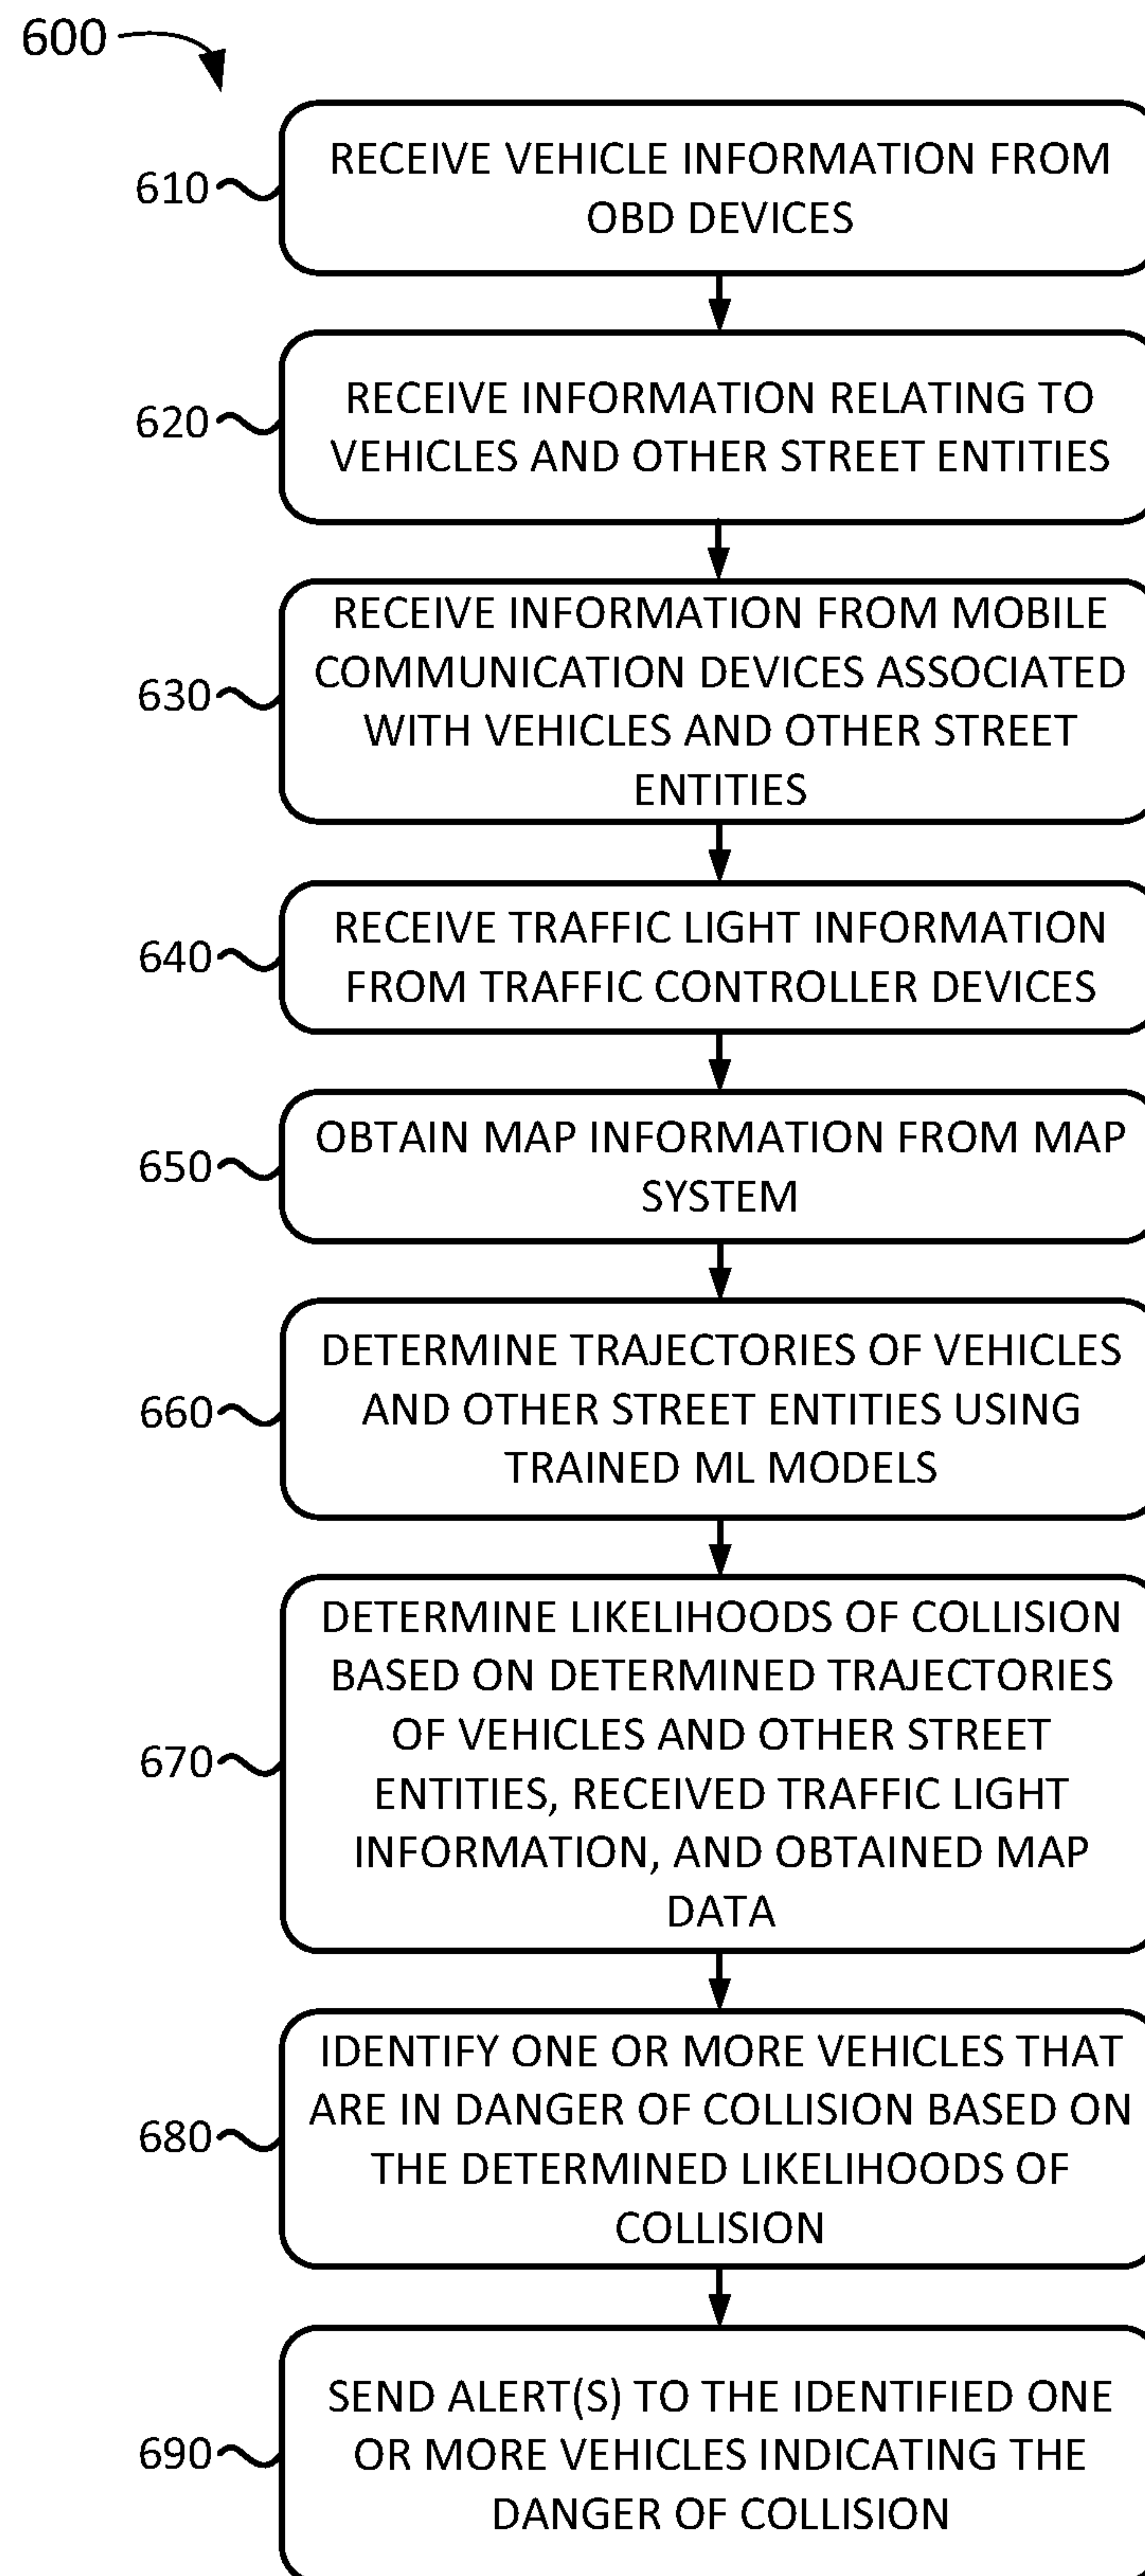 600
610
RECEIVE VEHICLE INFORMATION FROM
OBD DEVICES
620
RECEIVE INFORMATION RELATING TO
VEHICLES AND OTHER STREET ENTITIES
630
RECEIVE INFORMATION FROM MOBILE
COMMUNICATION DEVICES ASSOCIATED
WITH VEHICLES AND OTHER STREET
ENTITIES
640
RECEIVE TRAFFIC LIGHT INFORMATION
FROM TRAFFIC CONTROLLER DEVICES
650
OBTAIN MAP INFORMATION FROM MAP
SYSTEM
660
DETERMINE TRAJECTORIES OF VEHICLES
AND OTHER STREET ENTITIES USING
TRAINED ML MODELS
670
DETERMINE LIKELIHOODS OF COLLISION
BASED ON DETERMINED TRAJECTORIES
OF VEHICLES AND OTHER STREET
ENTITIES, RECEIVED TRAFFIC LIGHT
INFORMATION, AND OBTAINED MAP
DATA
680
IDENTIFY ONE OR MORE VEHICLES THAT
ARE IN DANGER OF COLLISION BASED ON
THE DETERMINED LIKELIHOODS OF
COLLISION
690
SEND ALERT(S) TO THE IDENTIFIED ONE
OR MORE VEHICLES INDICATING THE
DANGER OF COLLISION